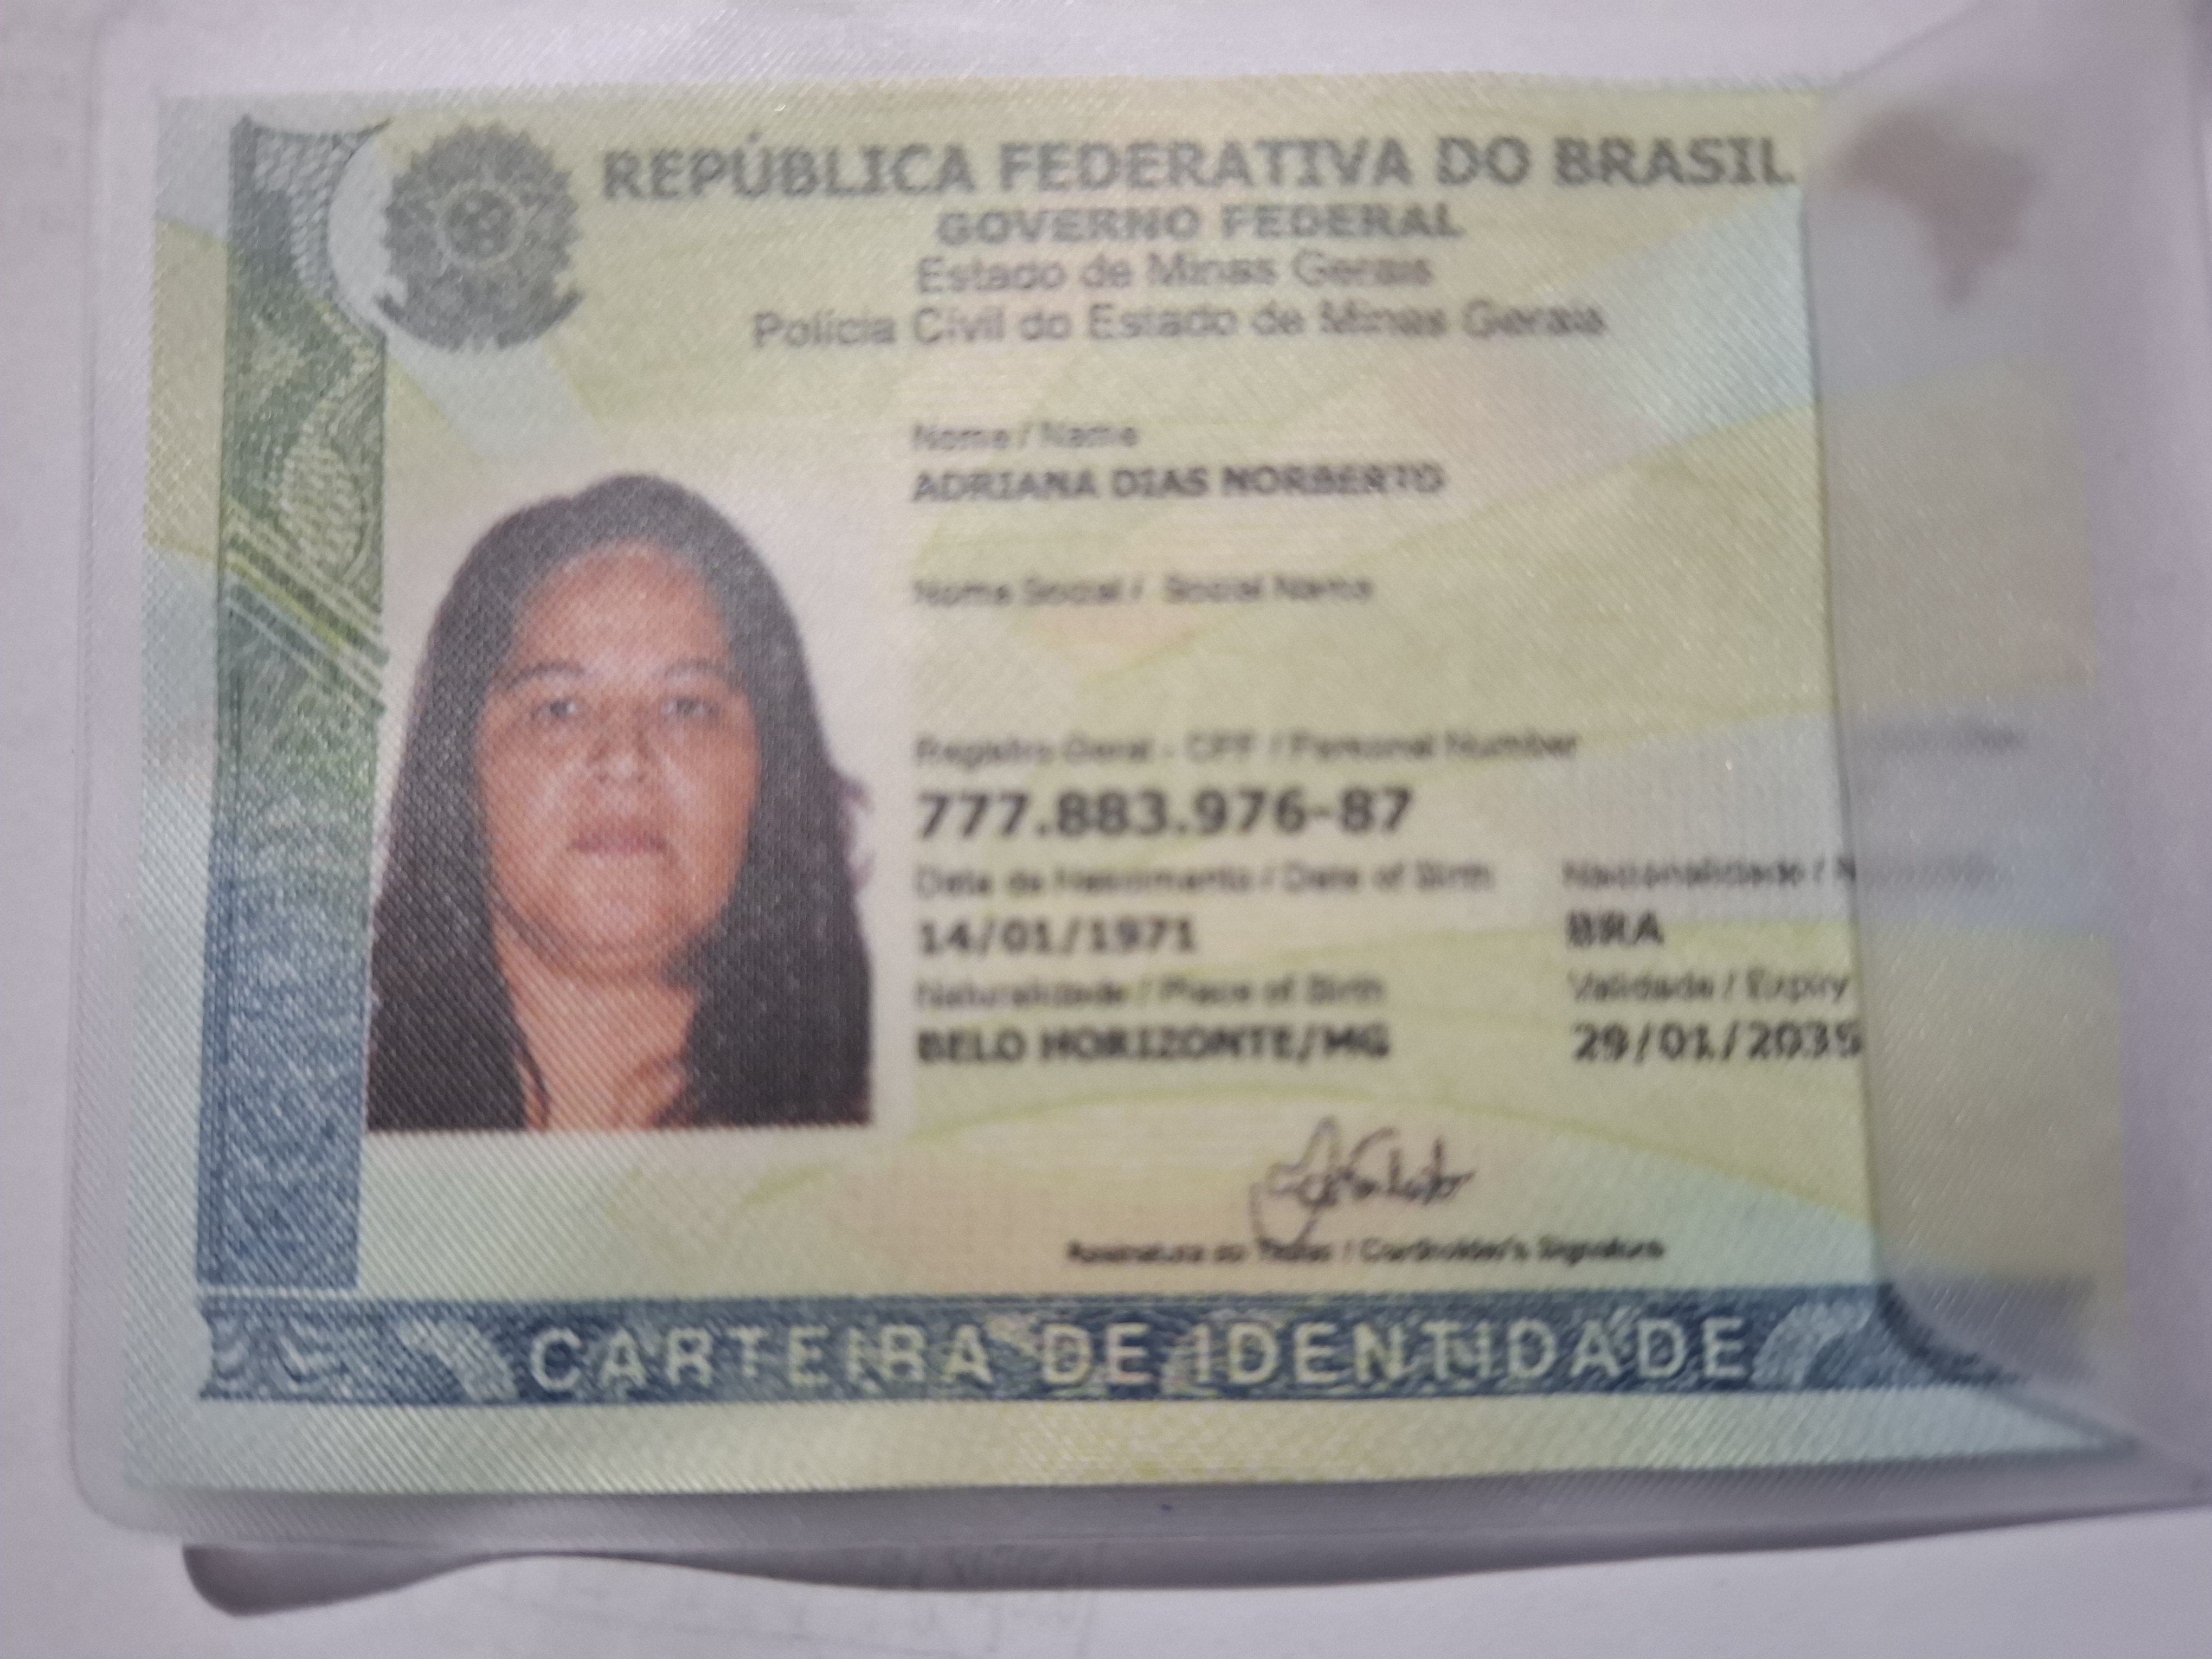 REPÚBLICA FEDERATIVA DO BRASIL
GOVERNO FEDERAL
Estado de Minas Gerais
Polícia Civil do Estado de Minas Gerais
Nome / Name
ADRIANA DIAS NORBERTO
Nome Social / Social Name
Registro Geral - CPF / Personal Number
777.883.976-87
Data de Nascimento / Date of Birth Nacionalidade / N
14/01/1971 BRA
Naturalidade / Place of Birth Validade / Expiry
BELO HORIZONTE/MG 29/01/2035
Assinatura do Titular / Cardholder's Signature
CARTEIRA DE IDENTIDADE